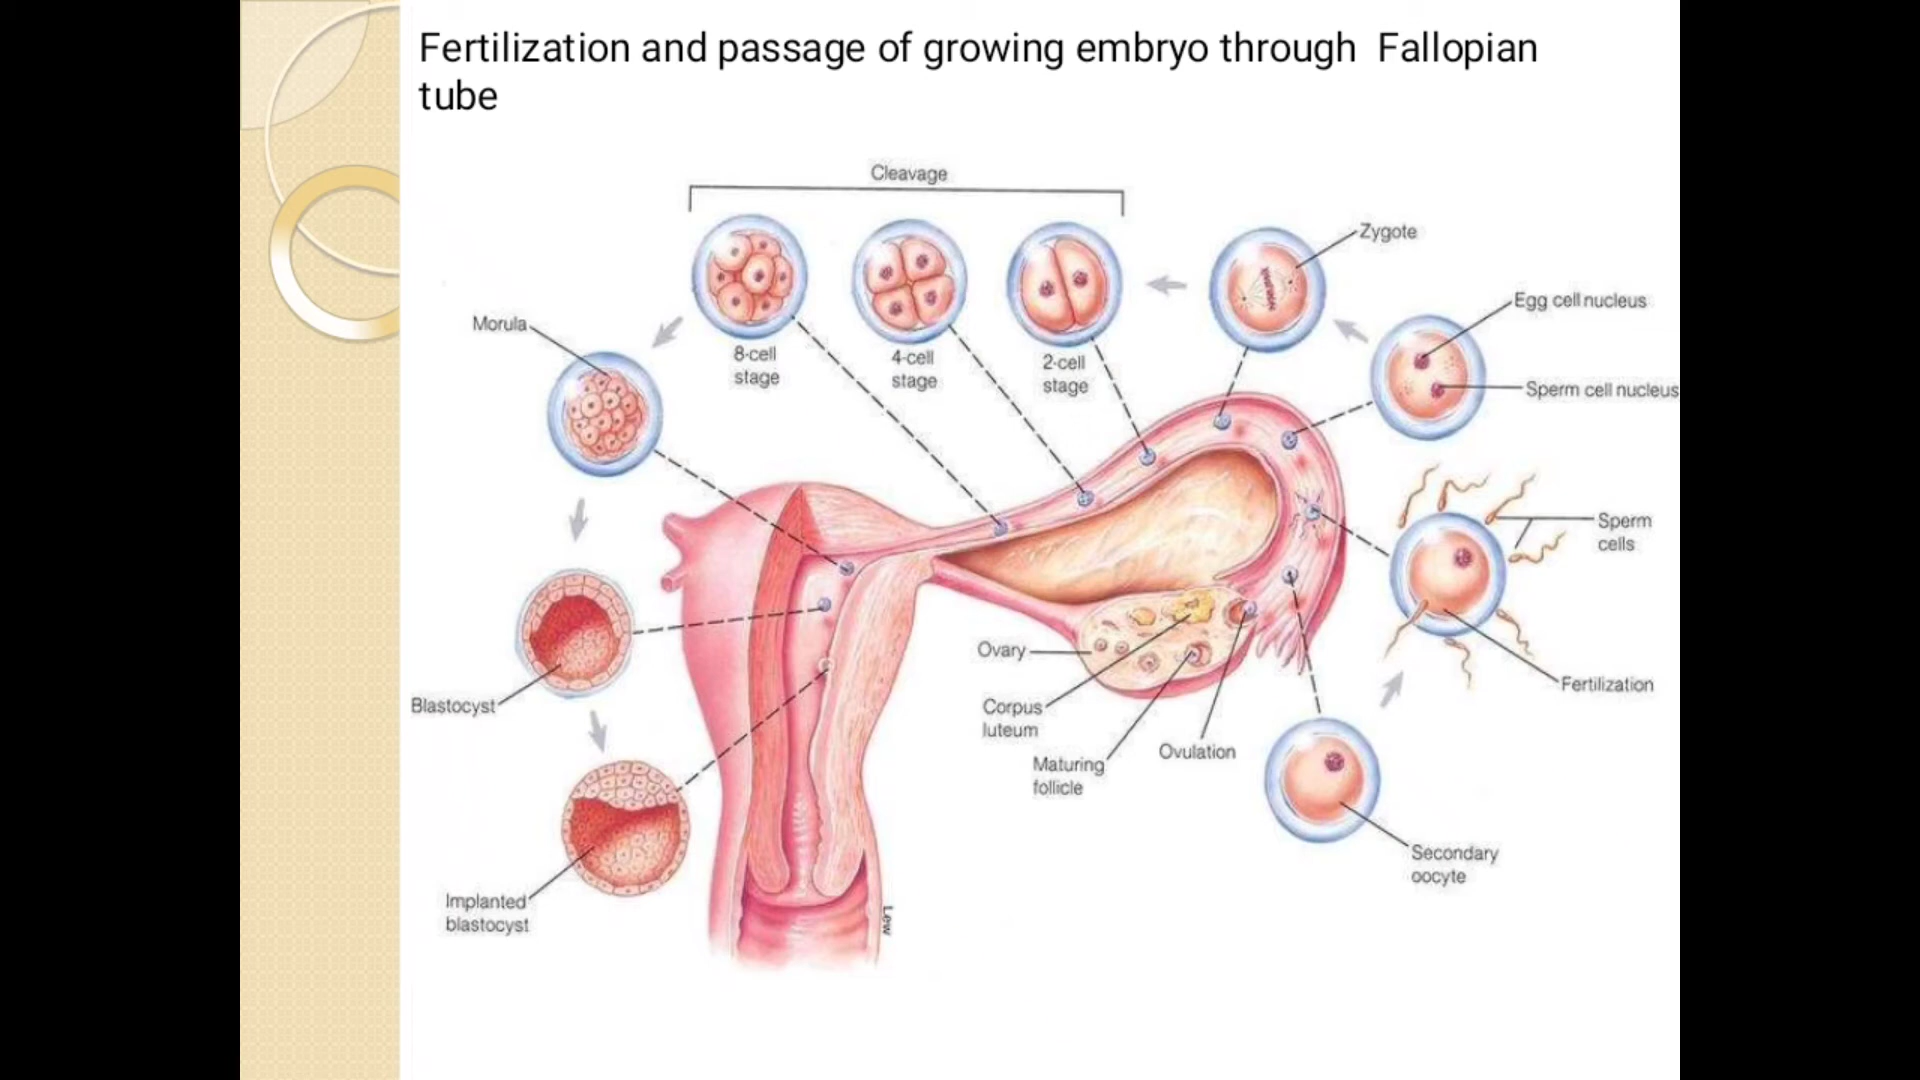 Fertilization and passage of growing embryo through Fallopian
tube
Cleavage
Zygote
Egg cell nucleus
Sperm cell nucleus
Morula
8-cell
stage
4-cell
stage
2-cell
stage
Sperm
cells
Fertilization
Ovary
Corpus
luteum
Maturing
follicle
Ovulation
Secondary
oocyte
Blastocyst
Implanted
blastocyst
Lew